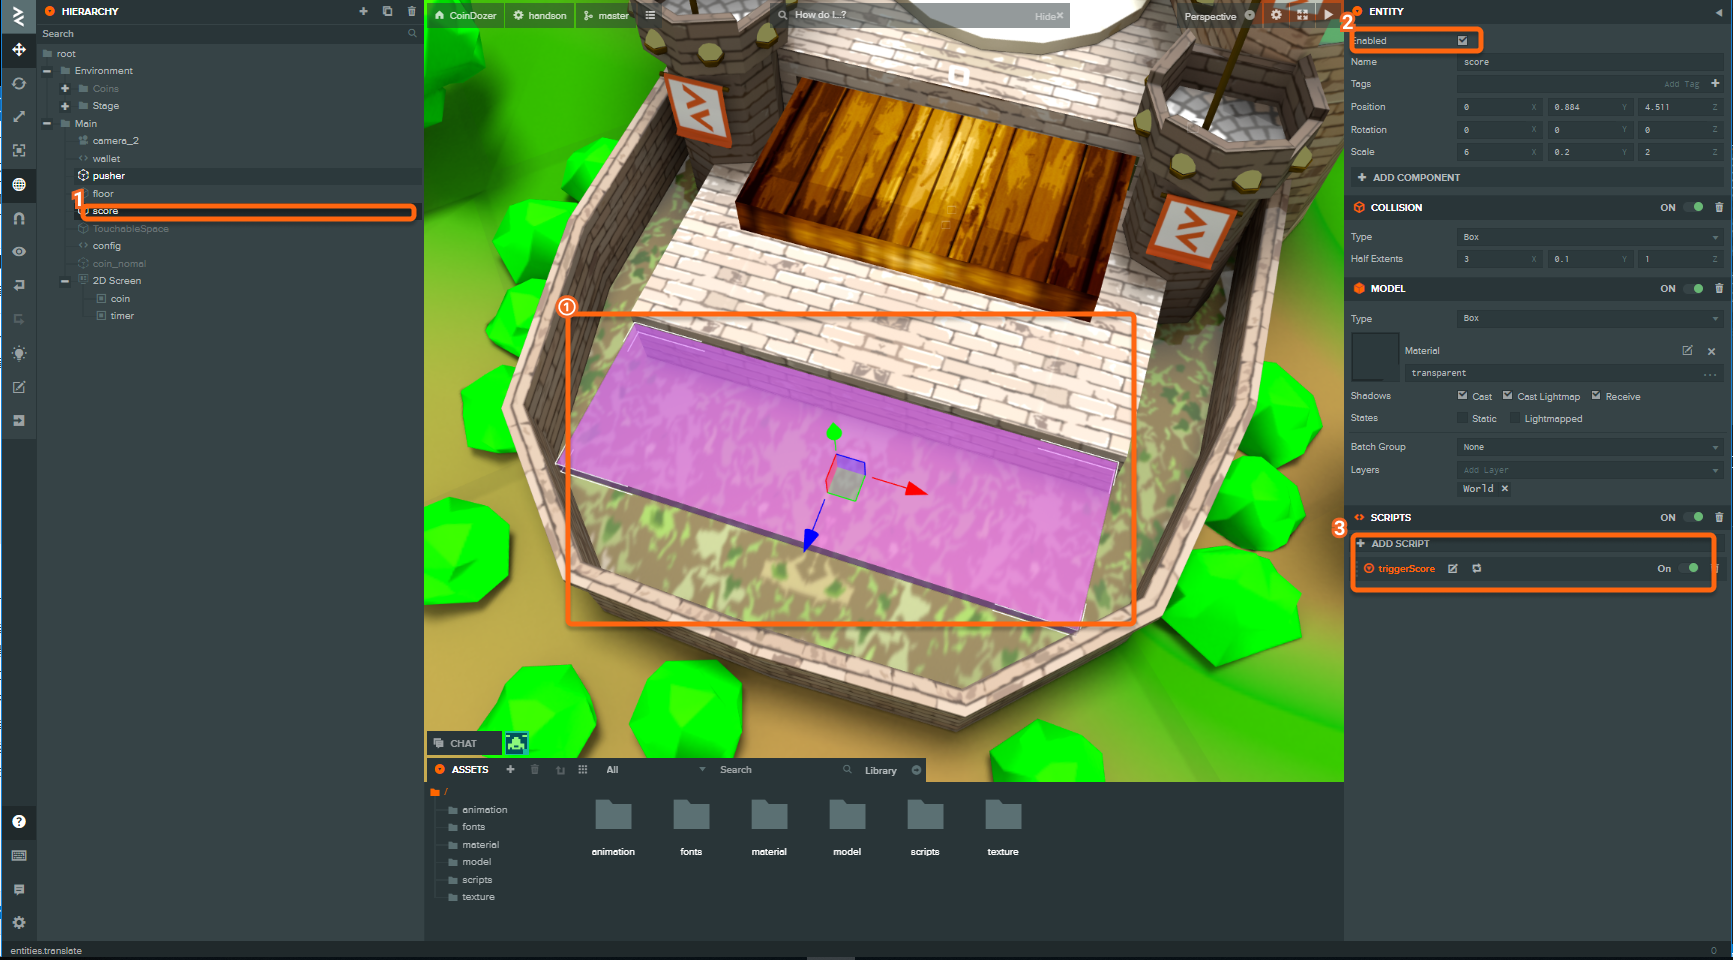 HIERARCHY
Search
root
Environment
Coins
Stage
Main
camera_2
wallet
pusher
1
floor
score
TouchableSpace
config
coin_nomal
2D Screen
coin
timer
CoinDozer
handson
master
How do I...?
Hide
Perspective
1
CHAT
ASSETS
All
Search
Library
/
animation
fonts
material
model
scripts
texture
animation
fonts
material
model
scripts
texture
ENTITY
2
Enabled
Name score
Tags Add Tag
Position 0 X 0.884 Y 4.511 Z
Rotation 0 X 0 Y 0 Z
Scale 6 X 0.2 Y 2 Z
ADD COMPONENT
COLLISION ON
Type Box
Half Extents 3 X 0.1 Y 1 Z
MODEL ON
Type Box
Material
transparent ...
Shadows Cast Cast Lightmap Receive
States Static Lightmapped
Batch Group None
Layers Add Layer
World
SCRIPTS ON
3
ADD SCRIPT
triggerScore On
entities:translate
0